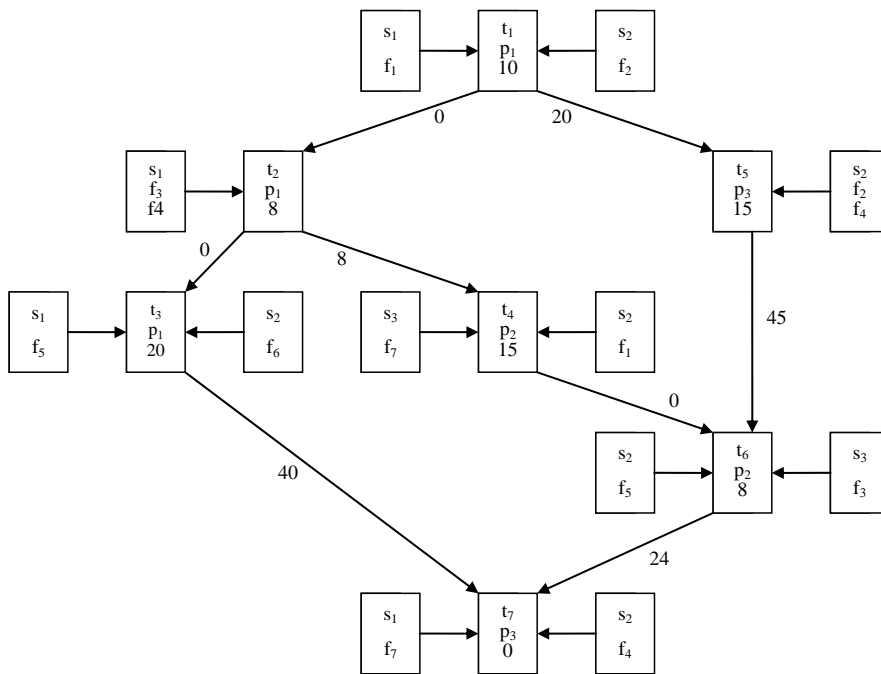 s₁
f₁
t₁
p₁
10
s₂
f₂
0
20
s₁
f₃
f4
t₂
p₁
8
t₅
p₃
15
s₂
f₂
f₄
0
8
45
s₁
f₅
t₃
p₁
20
s₂
f₆
s₃
f₇
t₄
p₂
15
s₂
f₁
0
40
s₂
f₅
t₆
p₂
8
s₃
f₃
24
s₁
f₇
t₇
p₃
0
s₂
f₄